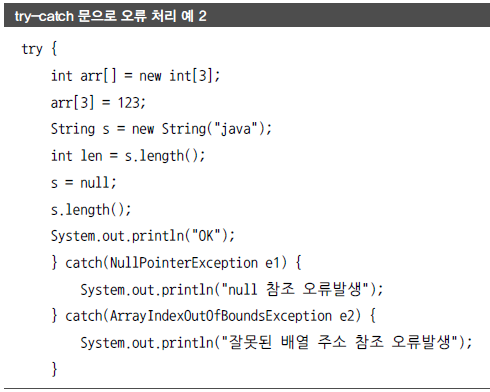 try-catch 문으로 오류 처리 예 2
try {
int arr[] = new int[3];
arr[3] = 123;
String s = new String("java");
int len = s.length();
s = null;
s.length();
System.out.println("OK");
} catch(NullPointerException e1) {
System.out.println("null 참조 오류발생");
} catch(ArrayIndexOutOfBoundsException e2) {
System.out.println("잘못된 배열 주소 참조 오류발생");
}